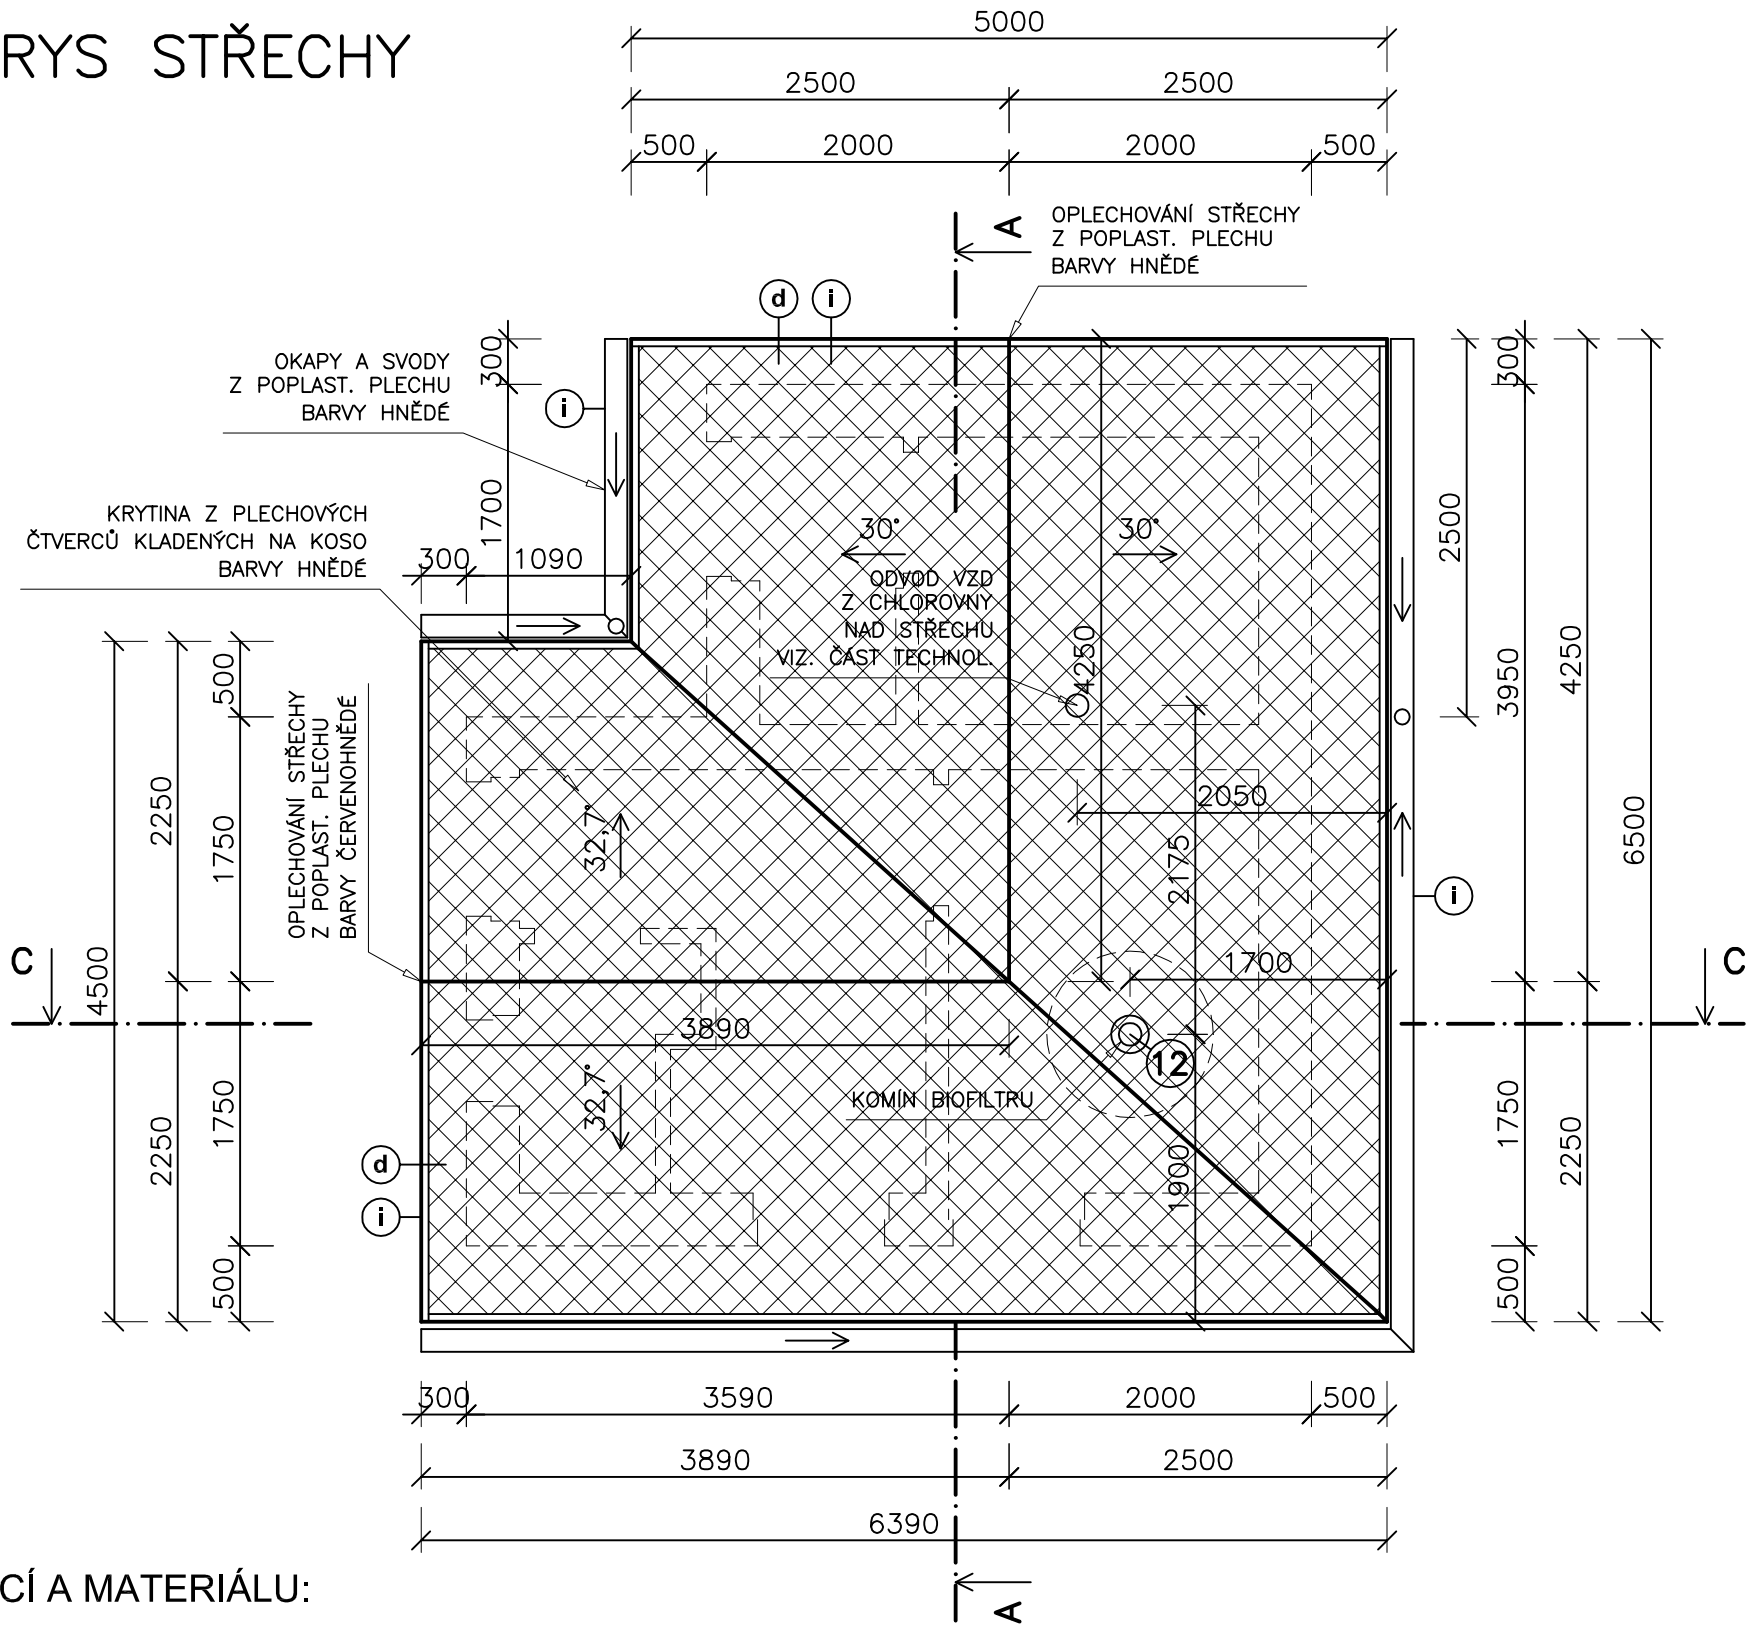 RYS STŘECHY
5000
2500
2500
500
2000
2000
500
A
OPLECHOVÁNÍ STŘECHY
Z POPLAST. PLECHU
BARVY HNĚDÉ
d
i
OKAPY A SVODY
Z POPLAST. PLECHU
BARVY HNĚDÉ
i
300
1700
300
1090
KRYTINA Z PLECHOVÝCH
ČTVERCŮ KLADENÝCH NA KOSO
BARVY HNĚDÉ
30°
30°
ODVOD VZD
Z CHLOROVNY
NAD STŘECHU
VIZ. ČÁST TECHNOL.
4250
2500
300
3950
4250
6500
500
2250
1750
4500
OPLECHOVÁNÍ STŘECHY
Z POPLAST. PLECHU
BARVY ČERVENOHNĚDÉ
32,7°
2050
2175
i
C
C
1700
3890
12
32,7°
KOMÍN BIOFILTRU
1900
d
i
1750
2250
500
1750
2250
500
300
3590
2000
500
3890
2500
6390
A
CÍ A MATERIÁLU: